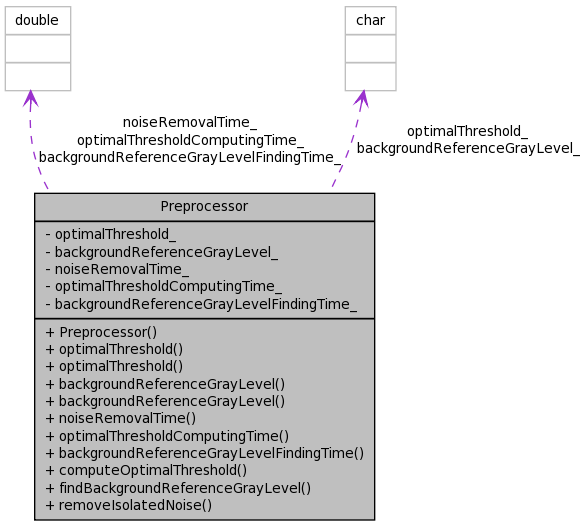 double
char
noiseRemovalTime_
optimalThresholdComputingTime_
backgroundReferenceGrayLevelFindingTime_
optimalThreshold_
backgroundReferenceGrayLevel_
Preprocessor
- optimalThreshold_
- backgroundReferenceGrayLevel_
- noiseRemovalTime_
- optimalThresholdComputingTime_
- backgroundReferenceGrayLevelFindingTime_
+ Preprocessor()
+ optimalThreshold()
+ optimalThreshold()
+ backgroundReferenceGrayLevel()
+ backgroundReferenceGrayLevel()
+ noiseRemovalTime()
+ optimalThresholdComputingTime()
+ backgroundReferenceGrayLevelFindingTime()
+ computeOptimalThreshold()
+ findBackgroundReferenceGrayLevel()
+ removeIsolatedNoise()